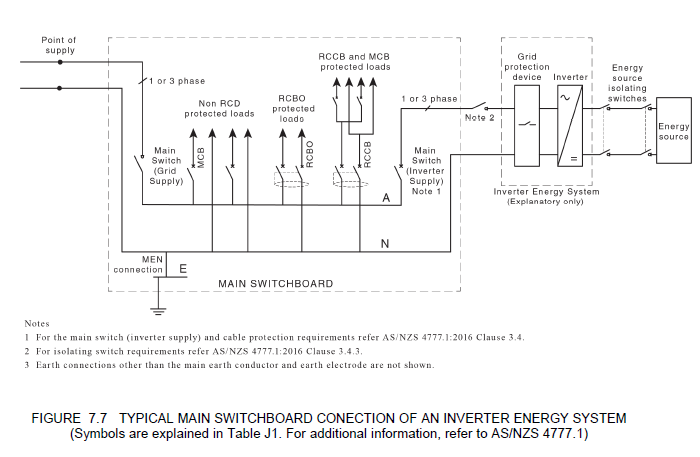 Point of
supply
1 or 3 phase
Non RCD
protected loads
RCBO
protected
loads
RCCB and MCB
protected loads
1 or 3 phase
Note 2
Grid
protection
device
Inverter
Energy
source
isolating
switches
Energy
source
Main
Switch
(Grid
Supply)
MCB
RCBO
RCCB
Main
Switch
(Inverter
Supply)
Note 1
A
N
Inverter Energy System
(Explanatory only)
MEN
connection
E
MAIN SWITCHBOARD
Notes
1 For the main switch (inverter supply) and cable protection requirements refer AS/NZS 4777.1:2016 Clause 3.4.
2 For isolating switch requirements refer AS/NZS 4777.1:2016 Clause 3.4.3.
3 Earth connections other than the main earth conductor and earth electrode are not shown.
FIGURE 7.7 TYPICAL MAIN SWITCHBOARD CONECTION OF AN INVERTER ENERGY SYSTEM
(Symbols are explained in Table J1. For additional information, refer to AS/NZS 4777.1)